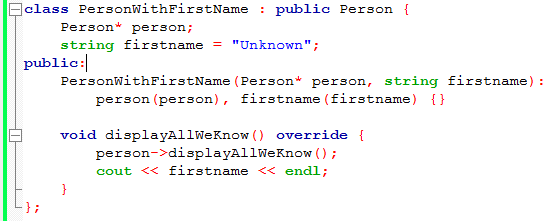 class PersonWithFirstName : public Person {
    Person* person;
    string firstname = "Unknown";
public:
    PersonWithFirstName(Person* person, string firstname):
        person(person), firstname(firstname) {}

    void displayAllWeKnow() override {
        person->displayAllWeKnow();
        cout << firstname << endl;
    }
};